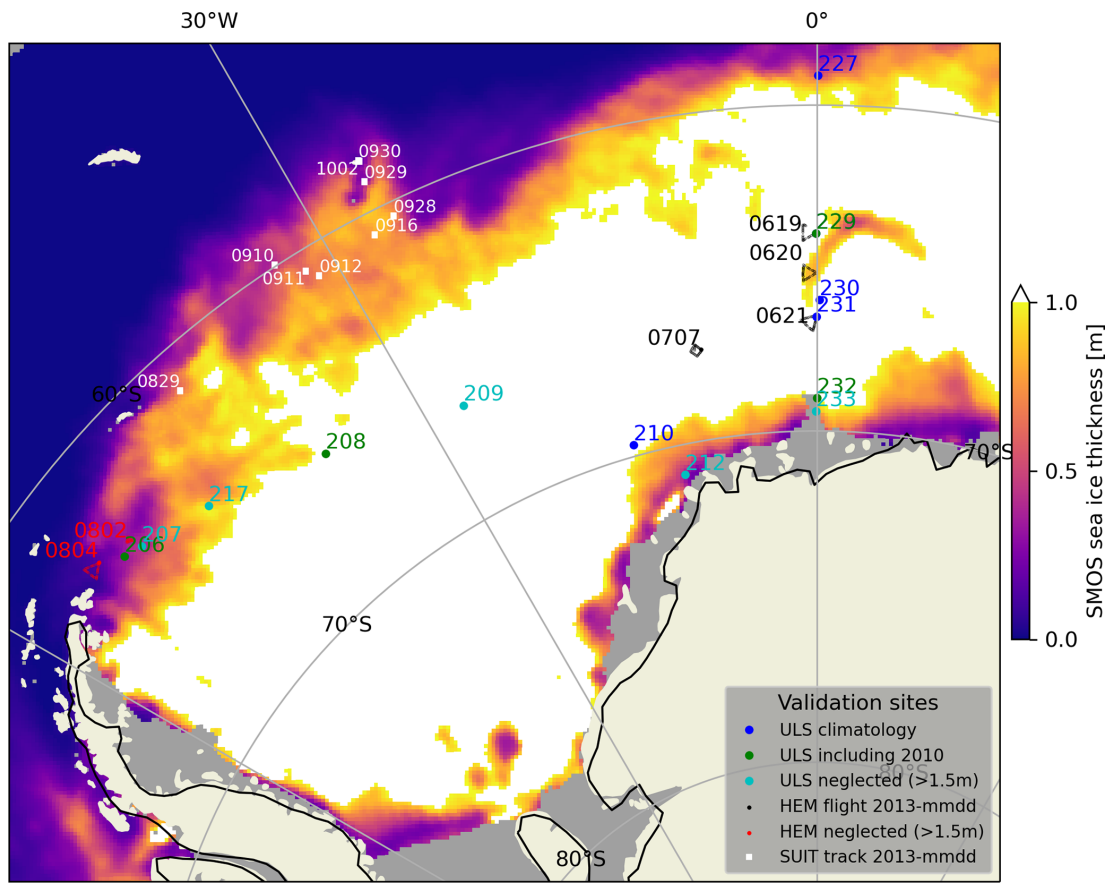 30°W
0°
227
0930
1002
0929
0928
0916
0619
229
0620
0910
0912
0911
230
231
0621
0707
1.0
0829
60°S
209
232
233
208
210
70°S
212
0.5
217
0802
207
206
0804
70°S
0.0
SMOS sea ice thickness [m]
80°S
80°S
Validation sites
ULS climatology
ULS including 2010
ULS neglected (>1.5m)
HEM flight 2013-mmdd
HEM neglected (>1.5m)
SUIT track 2013-mmdd